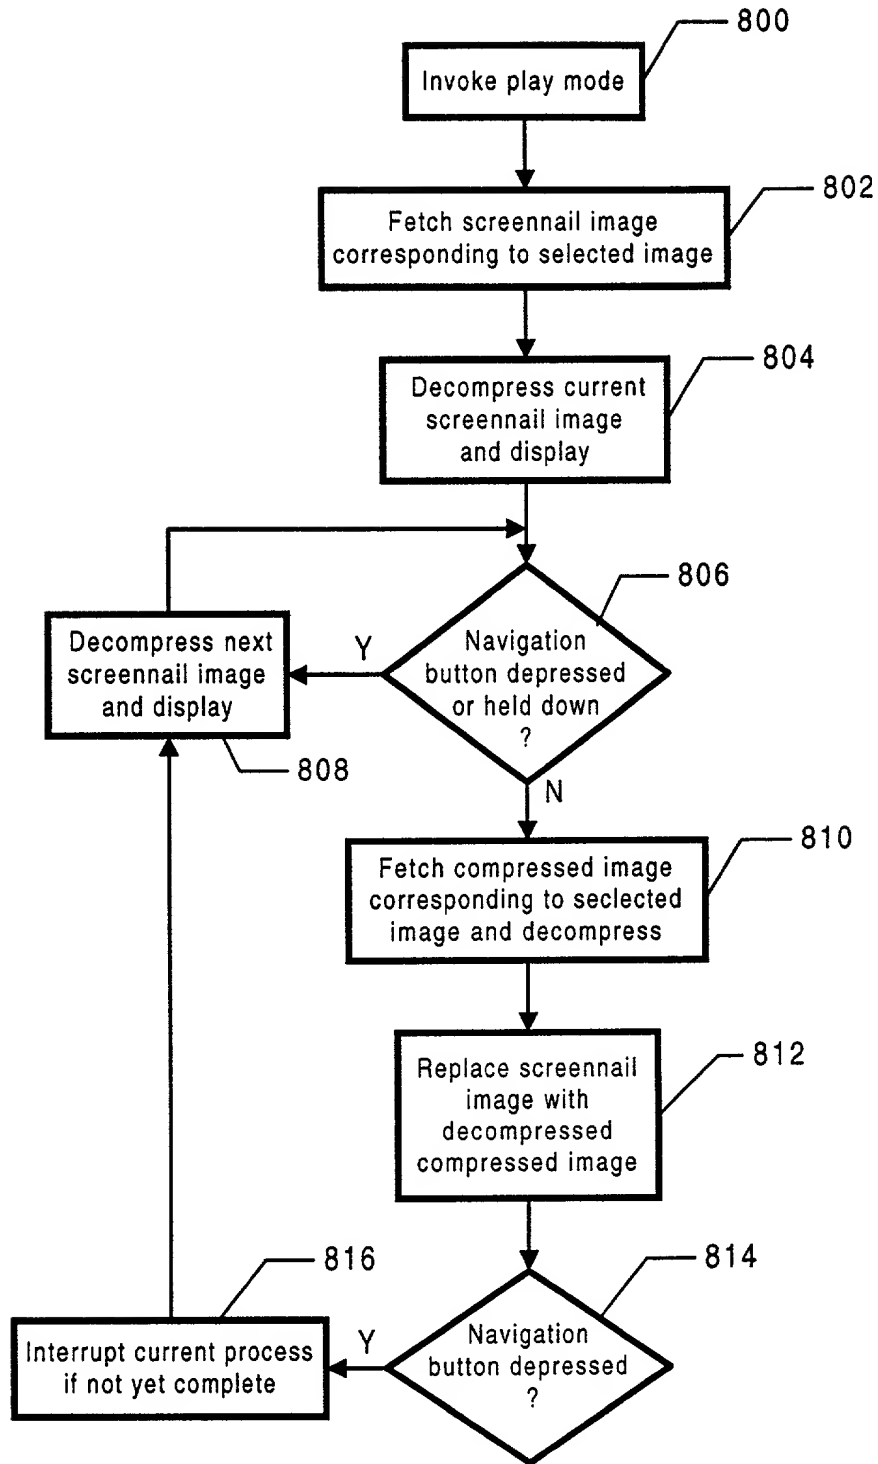 800
Invoke play mode
802
Fetch screennail image
corresponding to selected image
804
Decompress current
screennail image
and display
806
Navigation
button depressed
or held down
?
Y
Decompress next
screennail image
and display
808
N
810
Fetch compressed image
corresponding to seclected
image and decompress
812
Replace screennail
image with
decompressed
compressed image
814
Navigation
button depressed
?
Y
816
Interrupt current process
if not yet complete